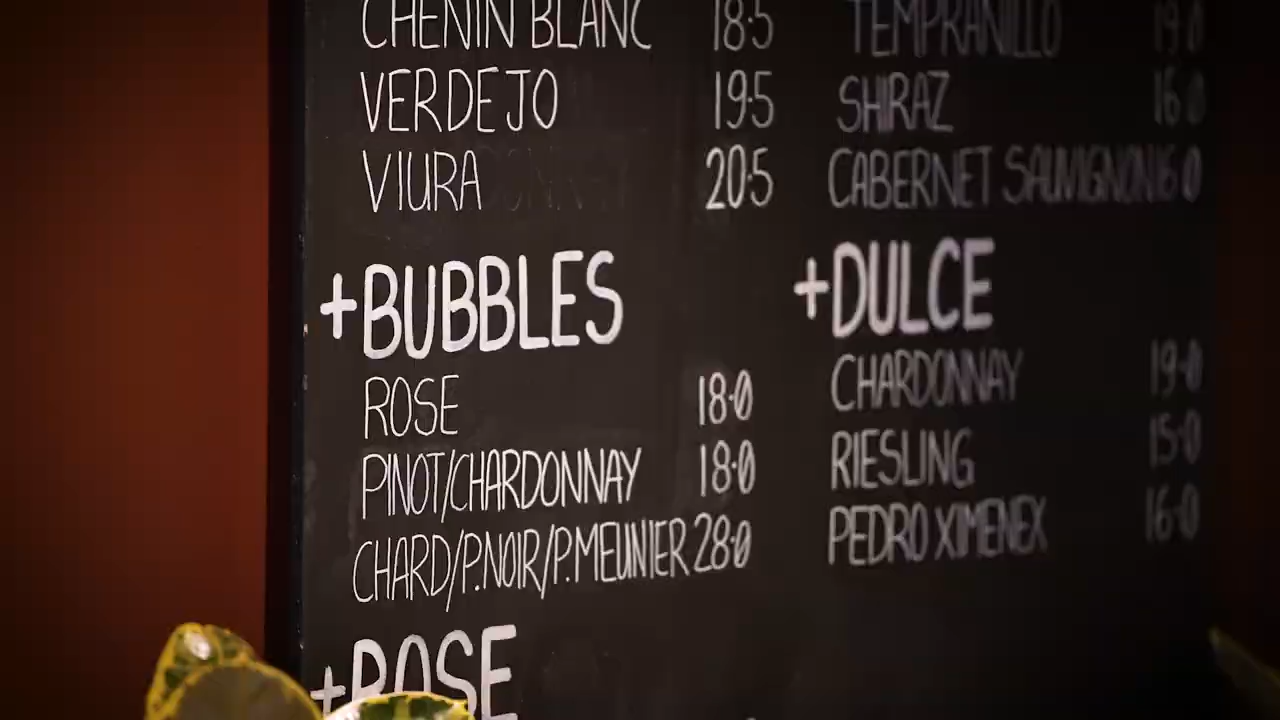 CHENIN BLANC 18·5
VERDEJO 19·5
VIURA 20·5
+BUBBLES
ROSE 18·0
PINOT/CHARDONNAY 18·0
CHARD/P.NOIR/P.MEUNIER 28·0
+ROSE
TEMPRANILLO 19·0
SHIRAZ 16·0
CABERNET SAUVIGNON 16·0
+DULCE
CHARDONNAY 19·0
RIESLING 15·0
PEDRO XIMENEX 16·0